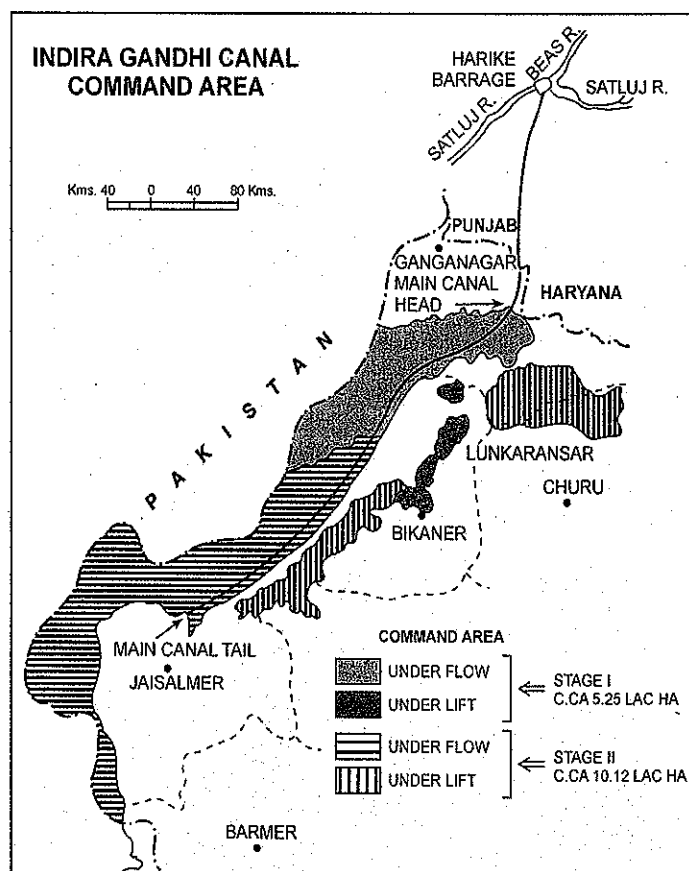 INDIRA GANDHI CANAL
COMMAND AREA
HARIKE
BARRAGE
BEAS R.
SATLUJ R.
SATLUJ R.
Kms. 40 0 40 80 Kms.
PUNJAB
GANGANAGAR
MAIN CANAL
HEAD
HARYANA
PAKISTAN
LUNKARANSAR
CHURU
BIKANER
MAIN CANAL TAIL
JAISALMER
COMMAND AREA
UNDER FLOW
UNDER LIFT
STAGE I
C.CA 5.25 LAC HA
UNDER FLOW
UNDER LIFT
STAGE II
C.CA 10.12 LAC HA
BARMER